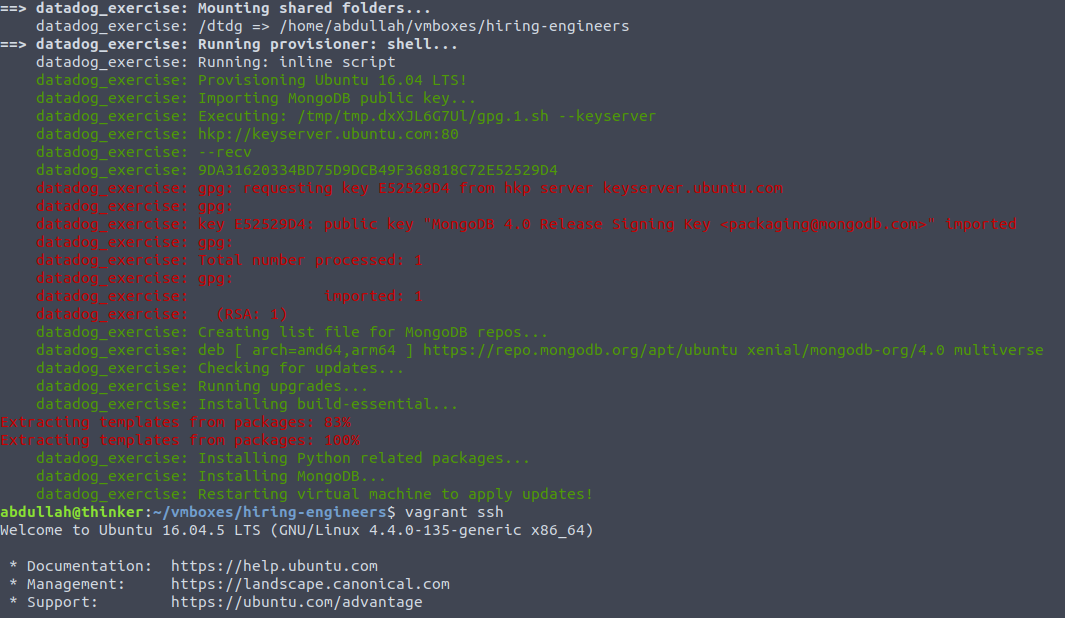 ==> datadog_exercise: Mounting shared folders...
    datadog_exercise: /dtdg => /home/abdullah/vmboxes/hiring-engineers
==> datadog_exercise: Running provisioner: shell...
    datadog_exercise: Running: inline script
    datadog_exercise: Provisioning Ubuntu 16.04 LTS!
    datadog_exercise: Importing MongoDB public key...
    datadog_exercise: Executing: /tmp/tmp.dxXJL6G7Ul/gpg.1.sh --keyserver
    datadog_exercise: hkp://keyserver.ubuntu.com:80
    datadog_exercise: --recv
    datadog_exercise: 9DA31620334BD75D9DCB49F368818C72E52529D4
    datadog_exercise: gpg: requesting key E52529D4 from hkp server keyserver.ubuntu.com
    datadog_exercise: gpg:
    datadog_exercise: key E52529D4: public key "MongoDB 4.0 Release Signing Key <packaging@mongodb.com>" imported
    datadog_exercise: gpg:
    datadog_exercise: Total number processed: 1
    datadog_exercise: gpg:
    datadog_exercise:               imported: 1
    datadog_exercise:   (RSA: 1)
    datadog_exercise: Creating list file for MongoDB repos...
    datadog_exercise: deb [ arch=amd64,arm64 ] https://repo.mongodb.org/apt/ubuntu xenial/mongodb-org/4.0 multiverse
    datadog_exercise: Checking for updates...
    datadog_exercise: Running upgrades...
    datadog_exercise: Installing build-essential...
Extracting templates from packages: 83%
Extracting templates from packages: 100%
    datadog_exercise: Installing Python related packages...
    datadog_exercise: Installing MongoDB...
    datadog_exercise: Restarting virtual machine to apply updates!
abdullah@thinker:~/vmboxes/hiring-engineers$ vagrant ssh
Welcome to Ubuntu 16.04.5 LTS (GNU/Linux 4.4.0-135-generic x86_64)
 * Documentation:  https://help.ubuntu.com
 * Management:     https://landscape.canonical.com
 * Support:        https://ubuntu.com/advantage